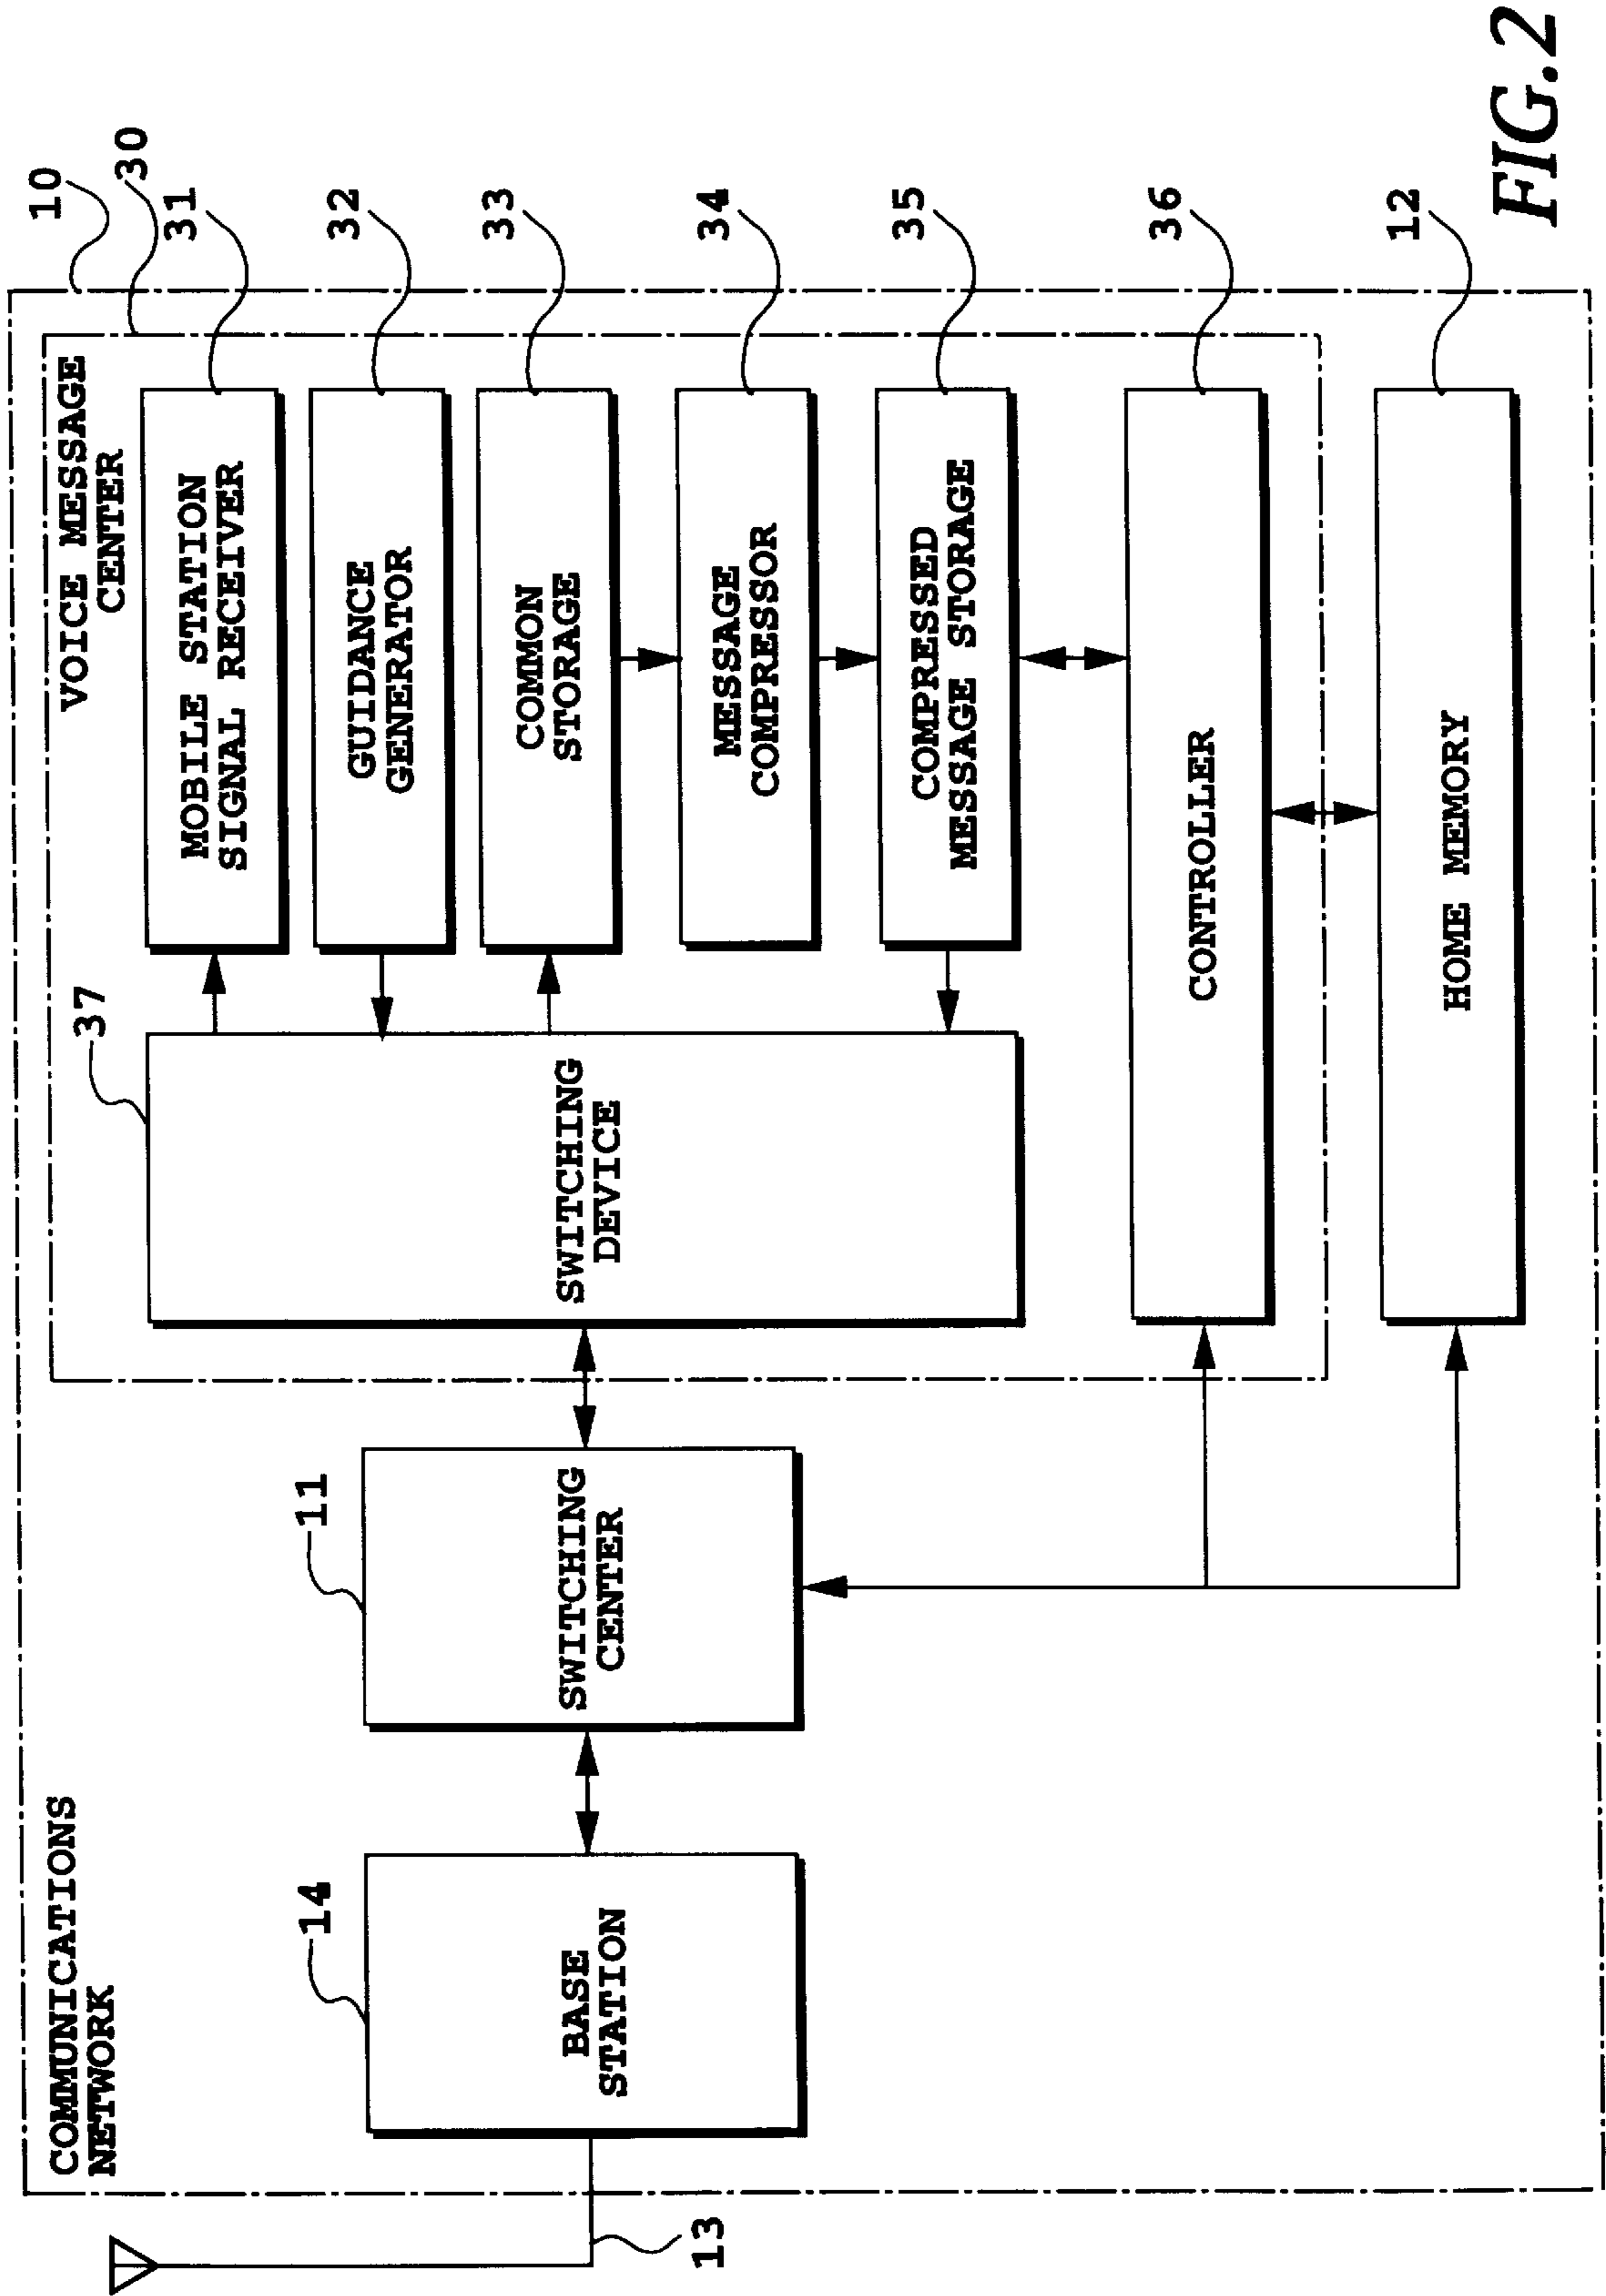 10
30
VOICE MESSAGE
CENTER
31
MOBILE STATION
SIGNAL RECEIVER
32
GUIDANCE
GENERATOR
33
COMMON
STORAGE
34
MESSAGE
COMPRESSOR
35
COMPRESSED
MESSAGE STORAGE
36
CONTROLLER
12
HOME MEMORY
37
SWITCHING
DEVICE
11
SWITCHING
CENTER
14
BASE
STATION
COMMUNICATIONS
NETWORK
13
FIG.2